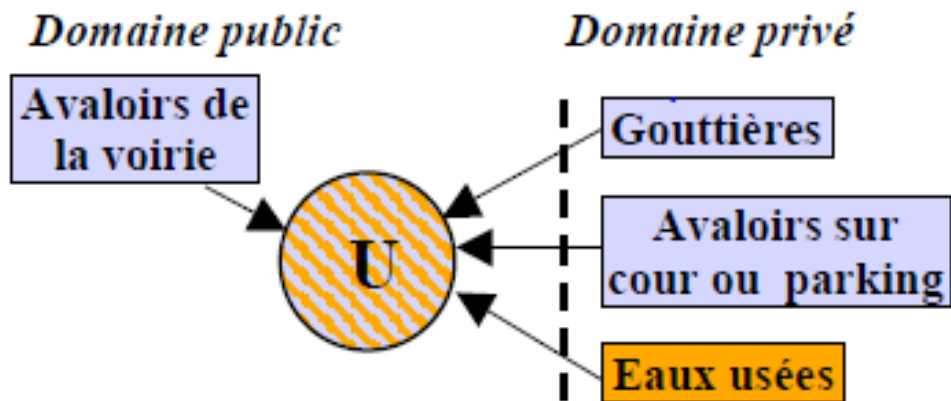 Domaine public
Domaine privé
Avaloirs de
la voirie
Gouttières
U
Avaloirs sur
cour ou parking
Eaux usées